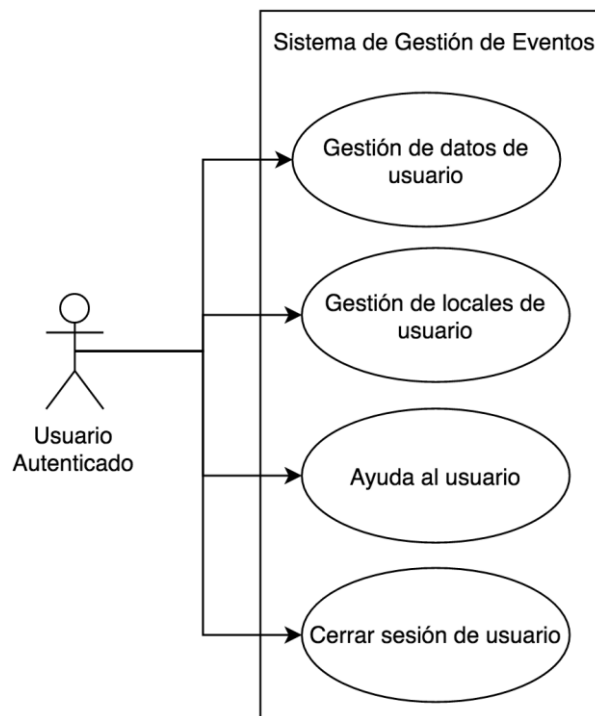 Sistema de Gestión de Eventos
Gestión de datos de
usuario
Gestión de locales de
usuario
Usuario
Autenticado
Ayuda al usuario
Cerrar sesión de usuario